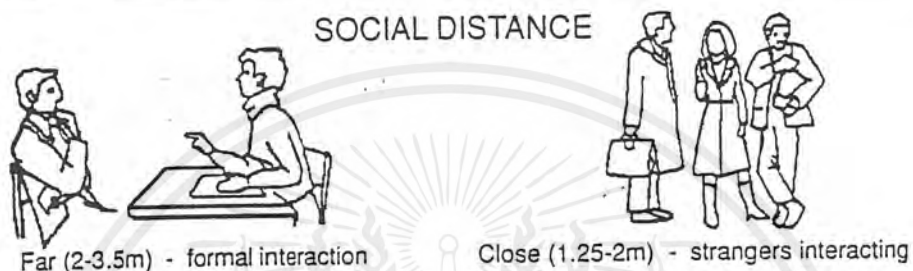 SOCIAL DISTANCE
Far (2-3.5m) - formal interaction
Close (1.25-2m) - strangers interacting